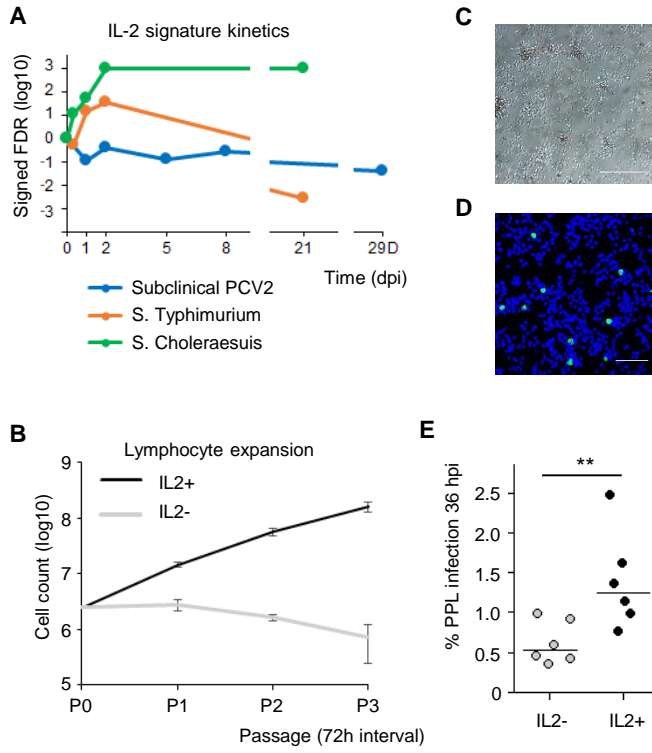 A
IL-2 signature kinetics
Signed FDR (log10)
3
2
1
0
-1
-2
-3
0 1 2 5 8 21 29D
Time (dpi)
Subclinical PCV2
S. Typhimurium
S. Choleraesuis
C
D
B
Lymphocyte expansion
IL2+
IL2-
Cell count (log10)
9
8
7
6
5
P0 P1 P2 P3
Passage (72h interval)
E
**
% PPL infection 36 hpi
2.5
2.0
1.5
1.0
0.5
0
IL2- IL2+